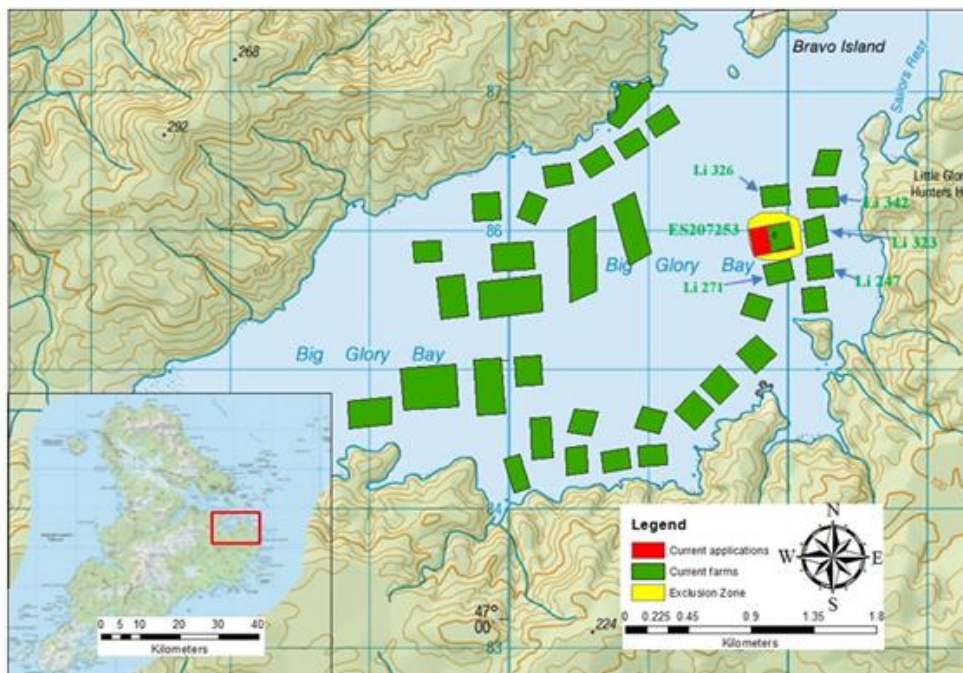 268
Bravo Island
Sailors Rest
87
292
Li 326
Little Glor
Hunters H
Li 342
86
ES207253
Li 323
Big Glory Bay
Li 271
Li 247
Big Glory Bay
84
Legend
Current applications
Current farms
Exclusion Zone
N
W
E
S
47°
00'
224
0 0.225 0.45 0.9 1.35 1.8
Kilometers
83
0 5 10 20 30 40
Kilometers